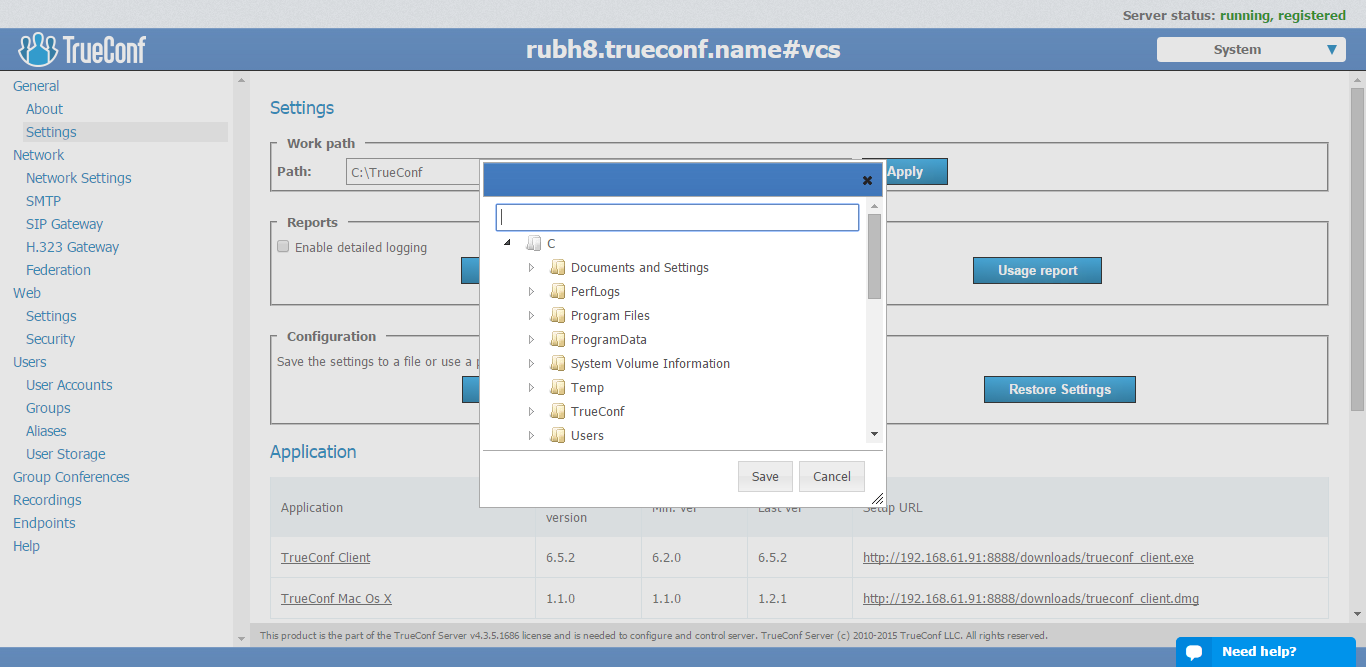 Server status: running, registered
TrueConf
rubh8.trueconf.name#vcs
System
General
About
Settings
Network
Network Settings
SMTP
SIP Gateway
H.323 Gateway
Federation
Web
Settings
Security
Users
User Accounts
Groups
Aliases
User Storage
Group Conferences
Recordings
Endpoints
Help
Settings
Work path
Path: C:\TrueConf Apply
Reports
Enable detailed logging
Usage report
Configuration
Save the settings to a file or use a
Restore Settings
C
Documents and Settings
PerfLogs
Program Files
ProgramData
System Volume Information
Temp
TrueConf
Users
Save Cancel
Application
Application version Min. ver Last ver Setup URL
TrueConf Client 6.5.2 6.2.0 6.5.2 http://192.168.61.91:8888/downloads/trueconf_client.exe
TrueConf Mac Os X 1.1.0 1.1.0 1.2.1 http://192.168.61.91:8888/downloads/trueconf_client.dmg
This product is the part of the TrueConf Server v4.3.5.1686 license and is needed to configure and control server. TrueConf Server (c) 2010-2015 TrueConf LLC. All rights reserved.
Need help?